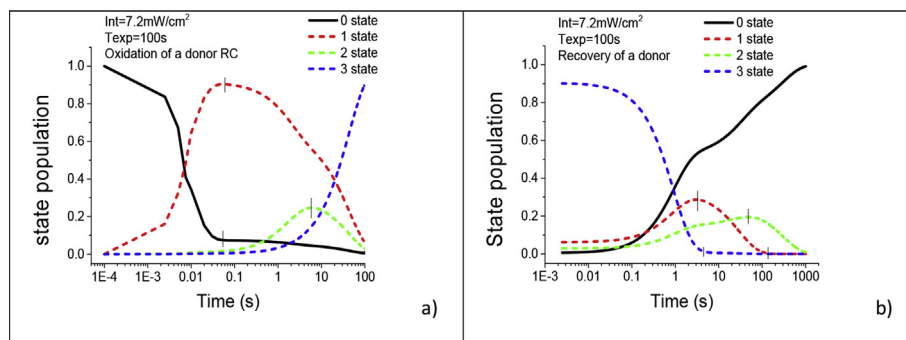 Int=7.2mW/cm²
Texp=100s
Oxidation of a donor RC
0 state
1 state
2 state
3 state
state population
1.0
0.8
0.6
0.4
0.2
0.0
1E-4 1E-3 0.01 0.1 1 10 100
Time (s)
a)
Int=7.2mW/cm²
Texp=100s
Recovery of a donor
0 state
1 state
2 state
3 state
State population
1.0
0.8
0.6
0.4
0.2
0.0
1E-3 0.01 0.1 1 10 100 1000
Time (s)
b)